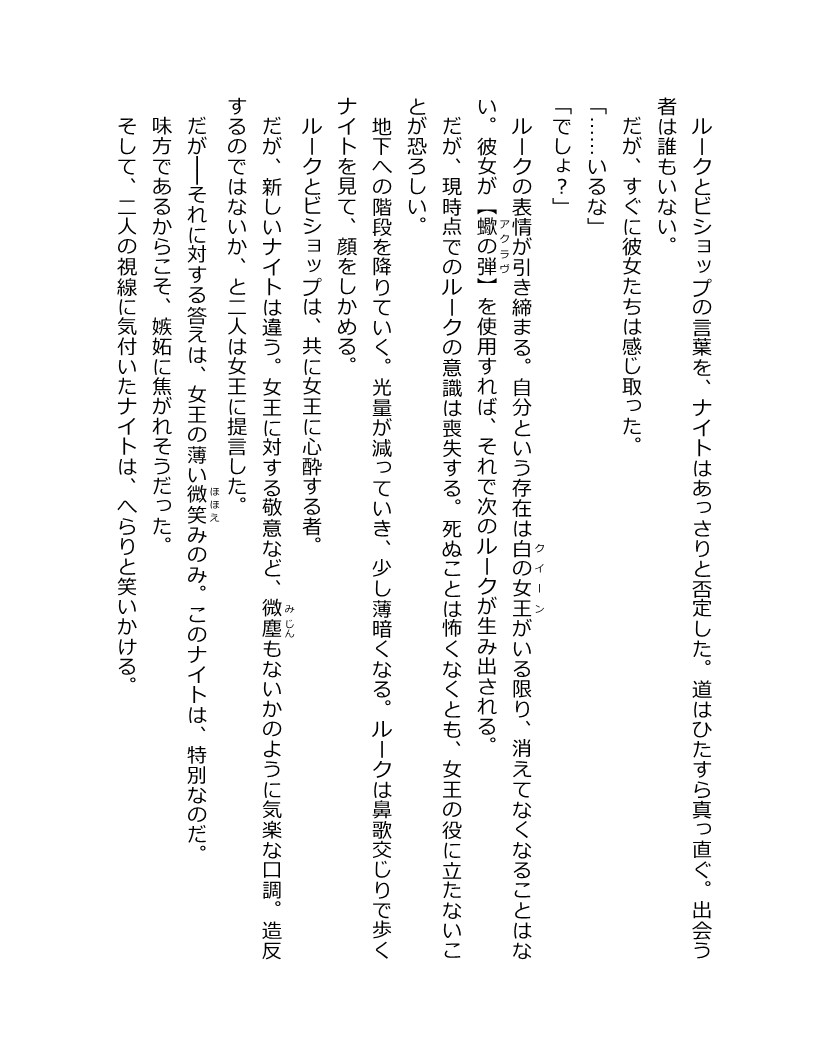 ルークとビショップの言葉を、ナイトはあっさりと否定した。道はひたすら真っ直ぐ。出会う
者は誰もいない。
だが、すぐに彼女たちは感じ取った。
「……いるな」
「でしょ？」
ルークの表情が引き締まる。自分という存在は白の女王クイーンがいる限り、消えてなくなることはな
い。彼女が【蠍の弾アクラヴ】を使用すれば、それで次のルークが生み出される。
だが、現時点でのルークの意識は喪失する。死ぬことは怖くなくとも、女王の役に立たないこ
とが恐ろしい。
地下への階段を降りていく。光量が減っていき、少し薄暗くなる。ルークは鼻歌交じりで歩く
ナイトを見て、顔をしかめる。
ルークとビショップは、共に女王に心酔する者。
だが、新しいナイトは違う。女王に対する敬意など、微塵みじんもないかのように気楽な口調。造反
するのではないか、と二人は女王に提言した。
だが――それに対する答えは、女王の薄い微笑ほほえみのみ。このナイトは、特別なのだ。
味方であるからこそ、嫉妬に焦がれそうだった。
そして、二人の視線に気付いたナイトは、へらりと笑いかける。